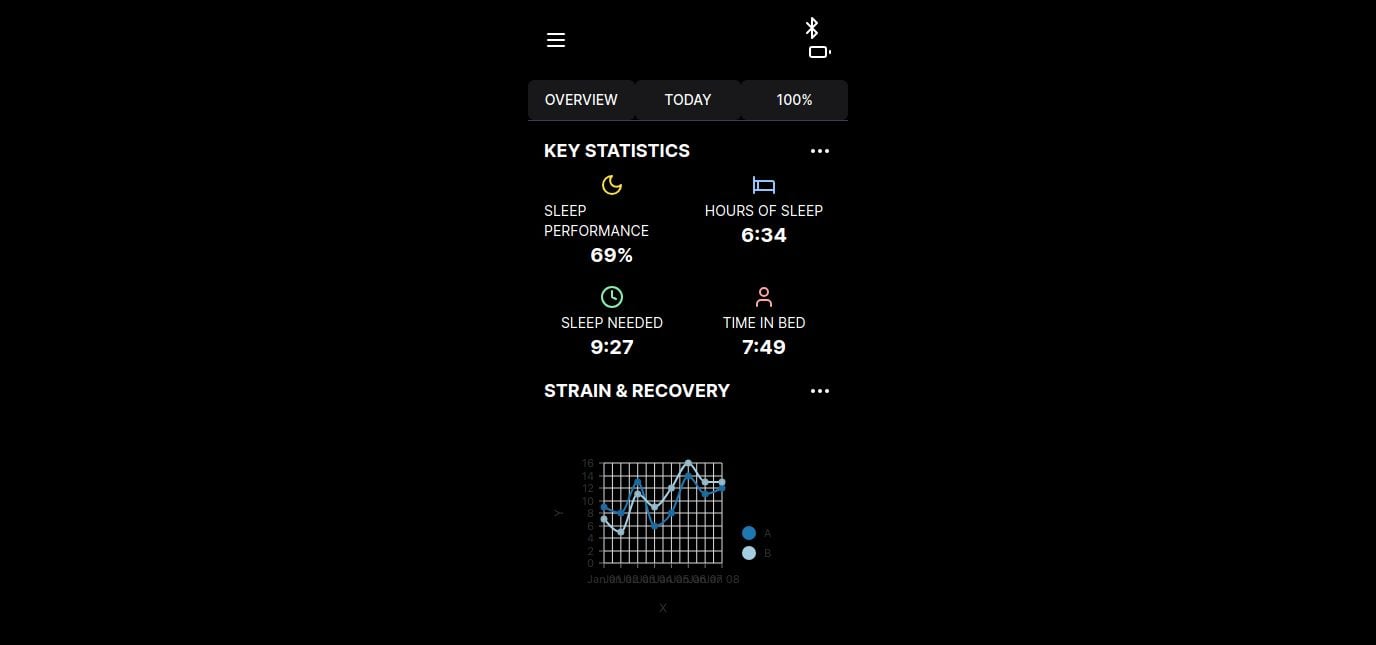 OVERVIEW
TODAY
100%
KEY STATISTICS
SLEEP
PERFORMANCE
69%
HOURS OF SLEEP
6:34
SLEEP NEEDED
9:27
TIME IN BED
7:49
STRAIN & RECOVERY
16
14
12
10
8
6
4
2
0
Y
A
B
Jan 08
X